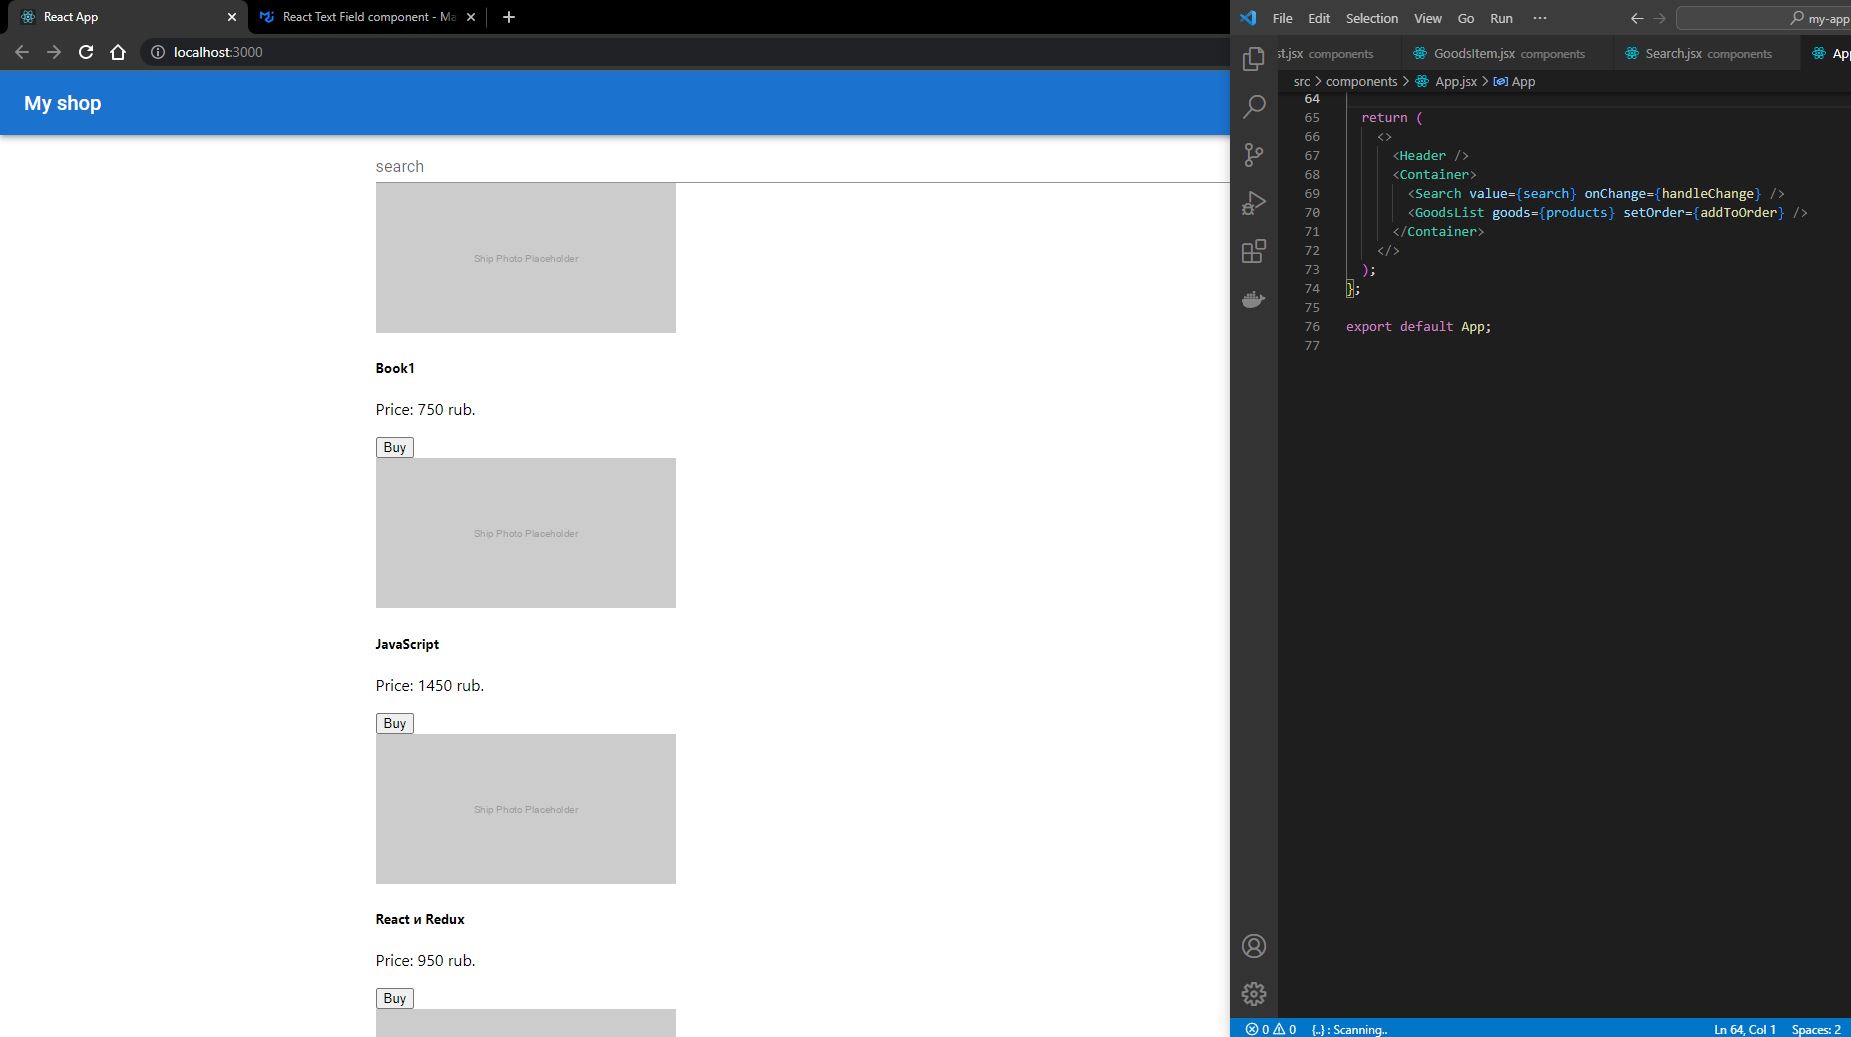 React App
React Text Field component - Ma
localhost:3000
My shop
search
Ship Photo Placeholder
Book1
Price: 750 rub.
Buy
Ship Photo Placeholder
JavaScript
Price: 1450 rub.
Buy
Ship Photo Placeholder
React и Redux
Price: 950 rub.
Buy
File Edit Selection View Go Run ··· my-app
st.jsx components GoodsItem.jsx components Search.jsx components App
src > components > App.jsx > App
64
65 return (
66 <>
67 <Header />
68 <Container>
69 <Search value={search} onChange={handleChange} />
70 <GoodsList goods={products} setOrder={addToOrder} />
71 </Container>
72 </>
73 );
74 };
75
76 export default App;
77
0 0 {..} : Scanning.. Ln 64, Col 1 Spaces: 2